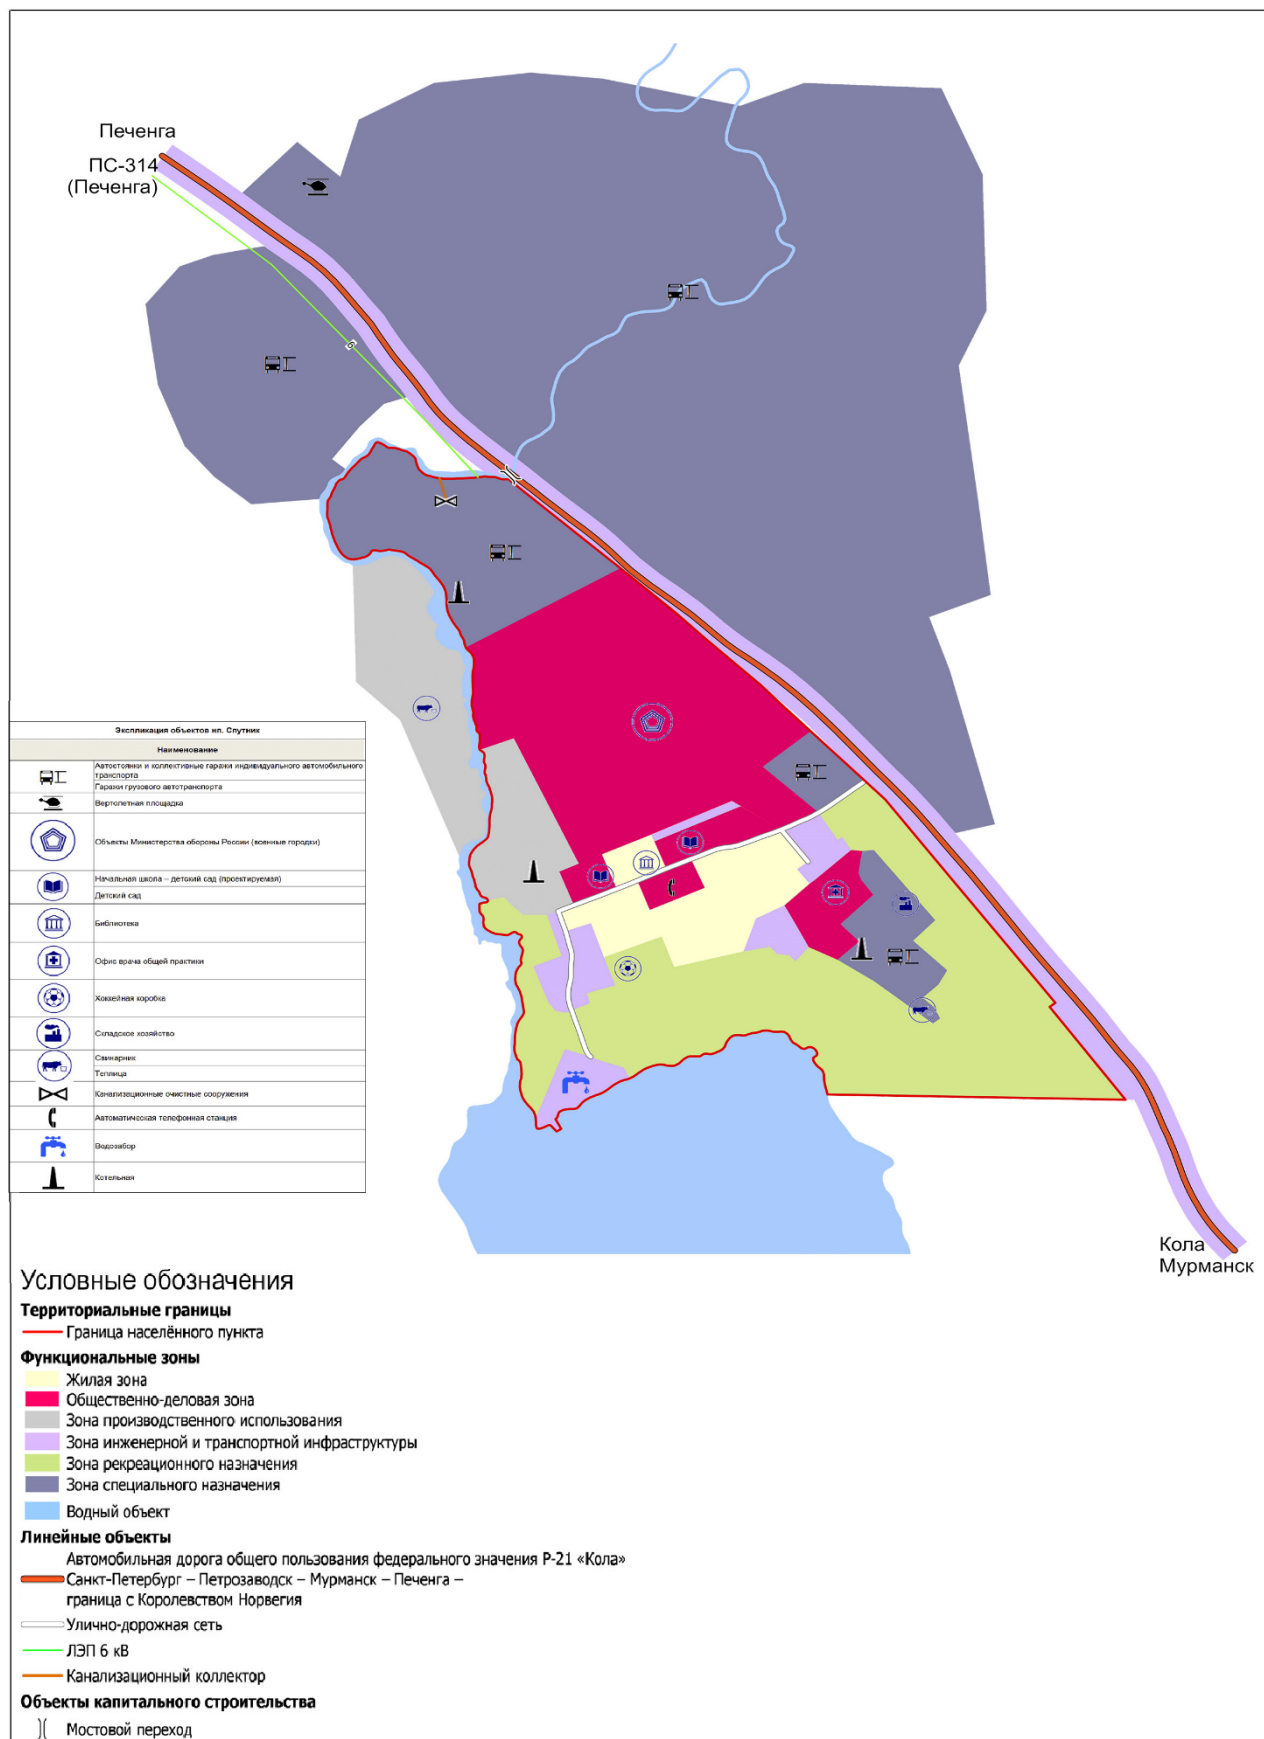 Печенга
ПС-314
(Печенга)
6
Экспликация объектов нп. Спутник
Наименование
Автостоянки и коллективные гаражи индивидуального автомобильного
транспорта
Гаражи грузового автотранспорта
Вертолетная площадка
Объекты Министерства обороны России (военные городки)
Начальная школа – детский сад (проектируемая)
Детский сад
Библиотека
Офис врача общей практики
Хоккейная коробка
Складское хозяйство
Свинарник
Теплица
Канализационные очистные сооружения
Автоматическая телефонная станция
Водозабор
Котельная
Кола
Мурманск
Условные обозначения
Территориальные границы
Граница населённого пункта
Функциональные зоны
Жилая зона
Общественно-деловая зона
Зона производственного использования
Зона инженерной и транспортной инфраструктуры
Зона рекреационного назначения
Зона специального назначения
Водный объект
Линейные объекты
Автомобильная дорога общего пользования федерального значения Р-21 «Кола»
Санкт-Петербург – Петрозаводск – Мурманск – Печенга –
граница с Королевством Норвегия
Улично-дорожная сеть
ЛЭП 6 кВ
Канализационный коллектор
Объекты капитального строительства
Мостовой переход